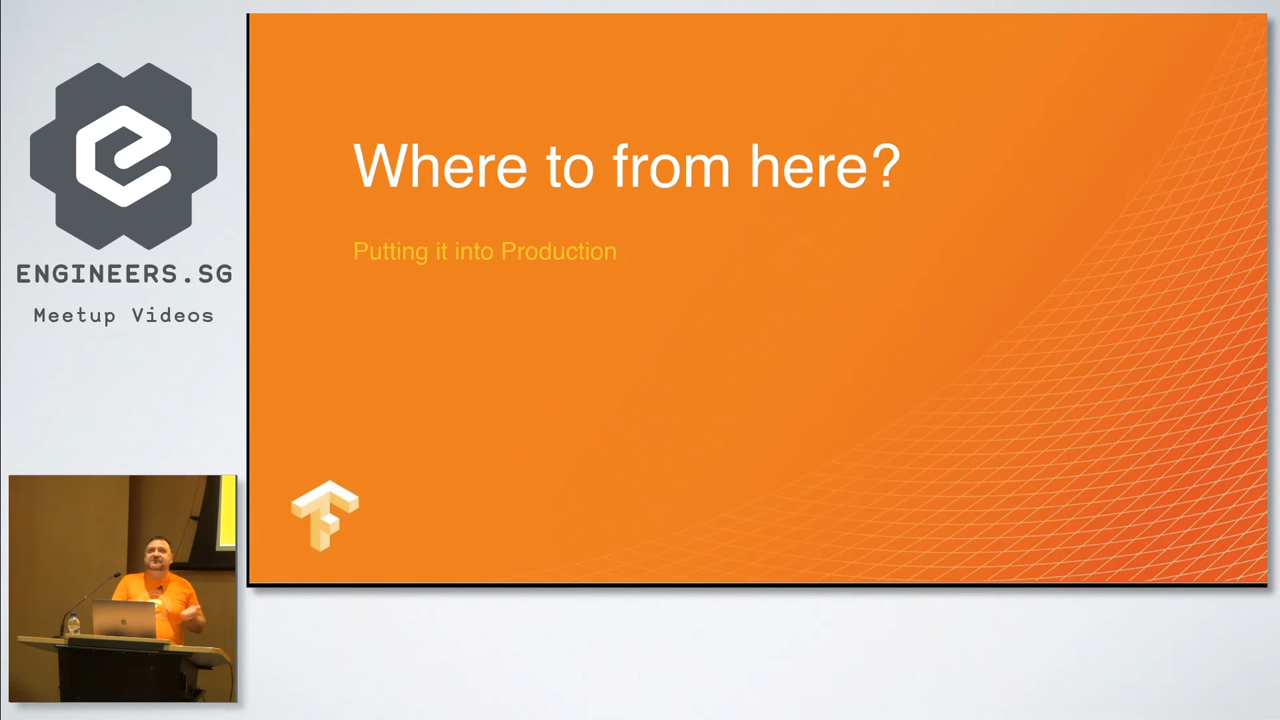 ENGINEERS.SG
Meetup Videos
Where to from here?
Putting it into Production